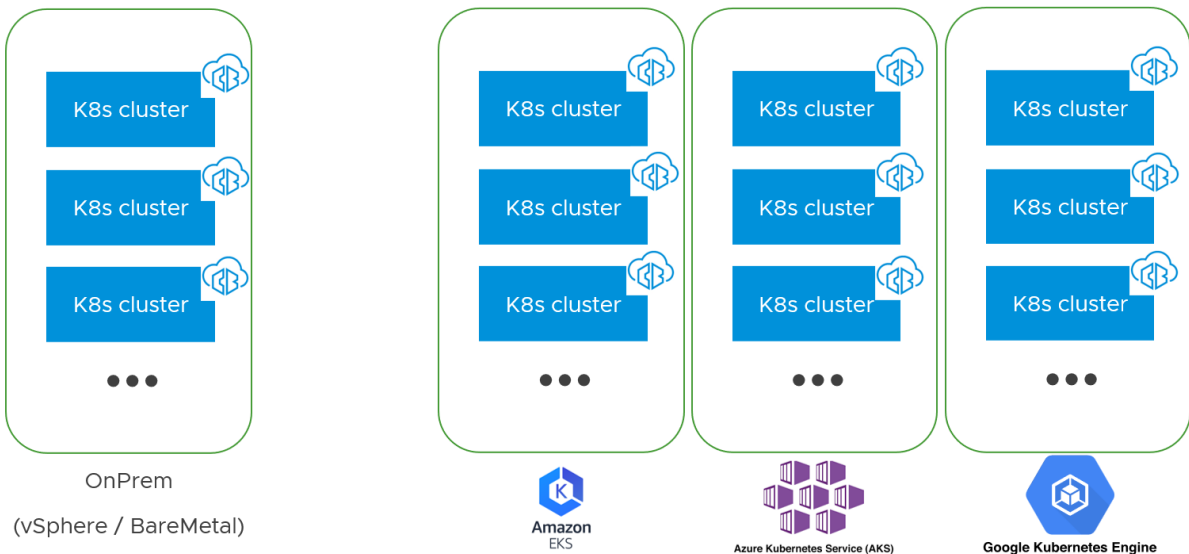 K8s cluster
K8s cluster
K8s cluster
OnPrem
(vSphere / BareMetal)
K8s cluster
K8s cluster
K8s cluster
K
Amazon
EKS
K8s cluster
K8s cluster
K8s cluster
Azure Kubernetes Service (AKS)
K8s cluster
K8s cluster
K8s cluster
Google Kubernetes Engine